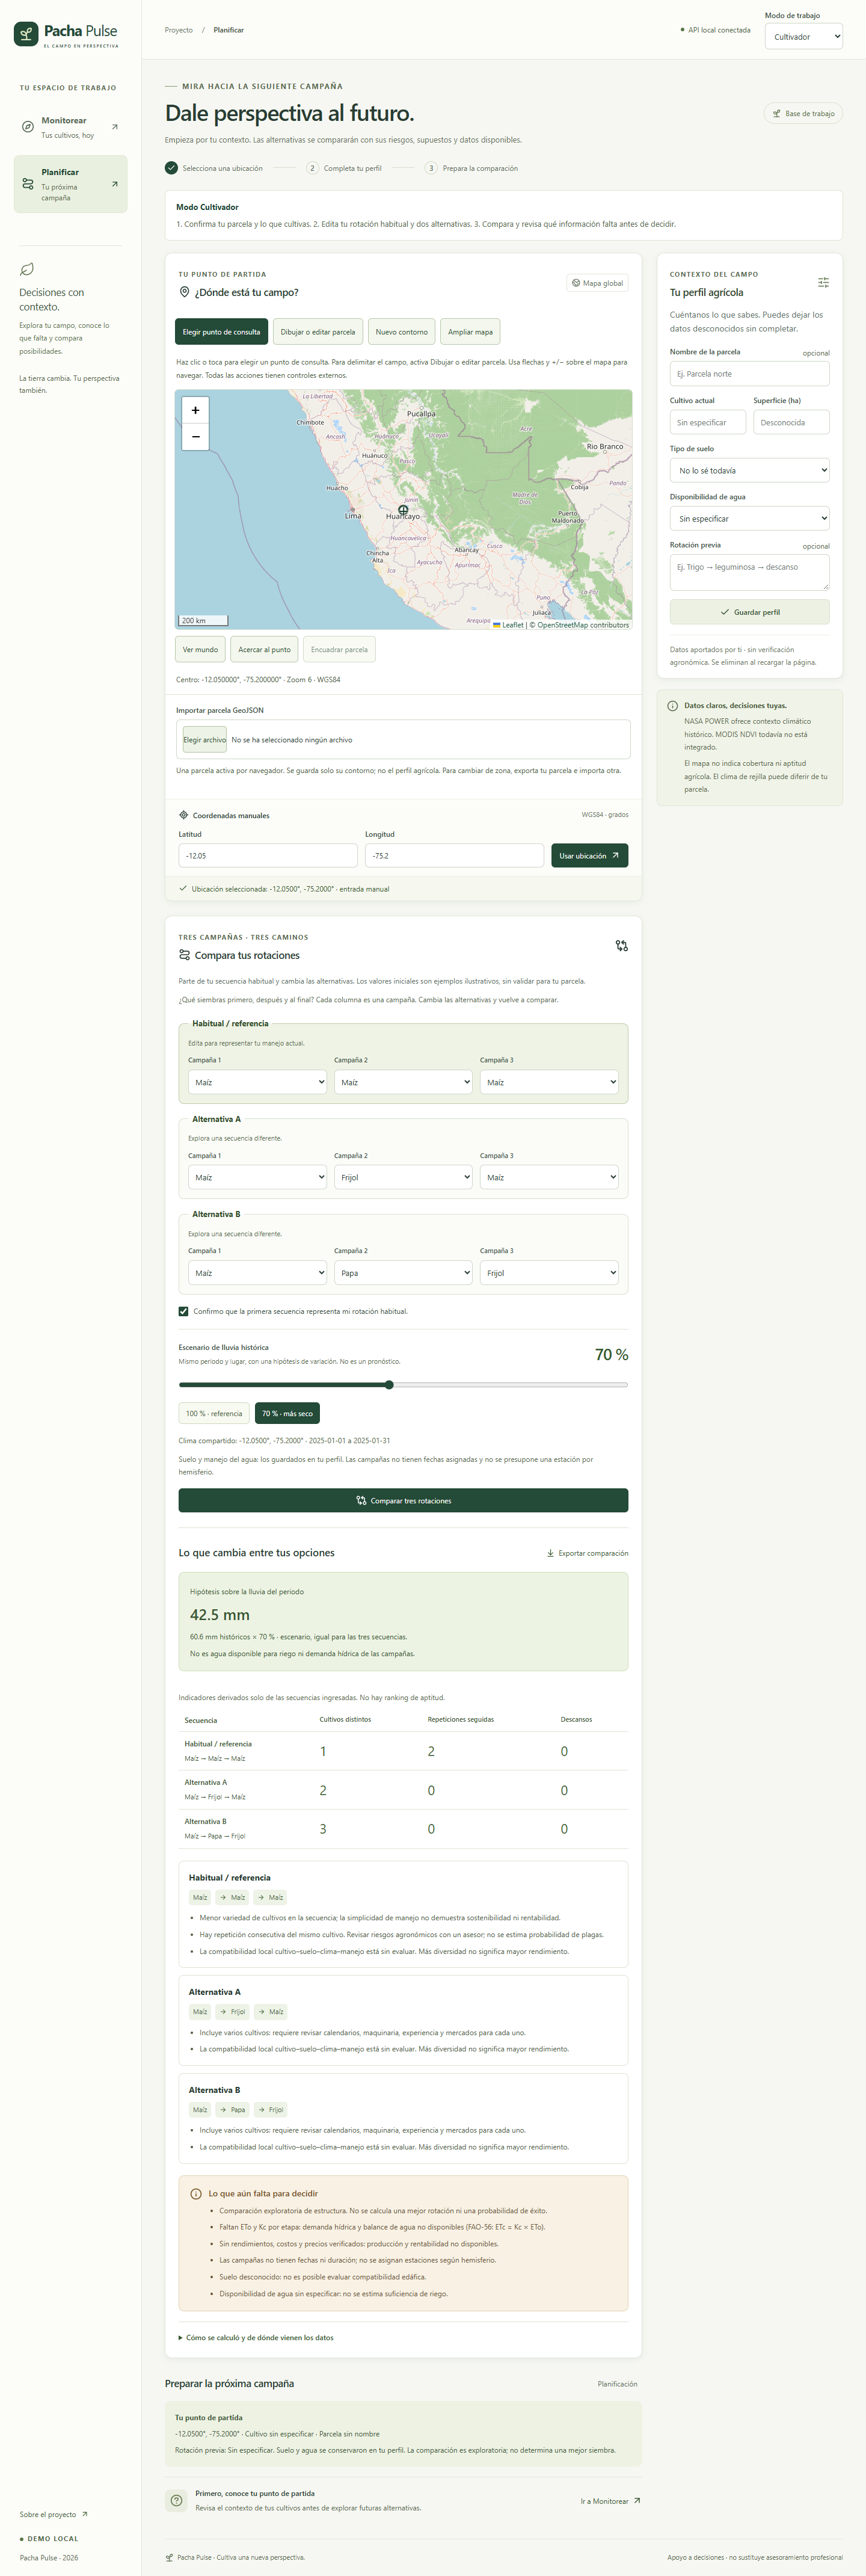 Pacha Pulse
EL CAMPO EN PERSPECTIVA
TU ESPACIO DE TRABAJO
Monitorear
Tus cultivos, hoy
Planificar
Tu próxima
campaña
Decisiones con
contexto.
Explora tu campo, conoce lo
que falta y compara
posibilidades.
La tierra cambia. Tu perspectiva
también.
Sobre el proyecto
DEMO LOCAL
Pacha Pulse · 2026
Proyecto / Planificar
API local conectada
Modo de trabajo
Cultivador
MIRA HACIA LA SIGUIENTE CAMPAÑA
Dale perspectiva al futuro.
Base de trabajo
Empieza por tu contexto. Las alternativas se compararán con sus riesgos, supuestos y datos disponibles.
Selecciona una ubicación
2 Completa tu perfil
3 Prepara la comparación
Modo Cultivador
1. Confirma tu parcela y lo que cultivas. 2. Edita tu rotación habitual y dos alternativas. 3. Compara y revisa qué información falta antes de decidir.
TU PUNTO DE PARTIDA
¿Dónde está tu campo?
Mapa global
Elegir punto de consulta
Dibujar o editar parcela
Nuevo contorno
Ampliar mapa
Haz clic o toca para elegir un punto de consulta. Para delimitar el campo, activa Dibujar o editar parcela. Usa flechas y +/− sobre el mapa para
navegar. Todas las acciones tienen controles externos.
+
−
La Libertad
Chimbote
Pucallpa
Acre
Áncash
Huánuco
Ucayali
Rio Branco
Huánuco
Pasco
Cobija
Pando
Huacho
Junín
Madre de
Dios
Lima
Huancayo
Puerto
Maldonado
Huancavelica
Cusco
Chincha
Alta
Abancay
Ayacucho
Apurímac
Ica
La Paz
Puno
Juliaca
Arequipa
200 km
Leaflet | © OpenStreetMap contributors
Ver mundo
Acercar al punto
Encuadrar parcela
Centro: -12.050000°, -75.200000° · Zoom 6 · WGS84
Importar parcela GeoJSON
Elegir archivo No se ha seleccionado ningún archivo
Una parcela activa por navegador. Se guarda solo su contorno; no el perfil agrícola. Para cambiar de zona, exporta tu parcela e importa otra.
Coordenadas manuales
WGS84 · grados
Latitud
Longitud
-12.05
-75.2
Usar ubicación
Ubicación seleccionada: -12.0500°, -75.2000° · entrada manual
CONTEXTO DEL CAMPO
Tu perfil agrícola
Cuéntanos lo que sabes. Puedes dejar los
datos desconocidos sin completar.
Nombre de la parcela opcional
Ej. Parcela norte
Cultivo actual
Superficie (ha)
Sin especificar
Desconocida
Tipo de suelo
No lo sé todavía
Disponibilidad de agua
Sin especificar
Rotación previa opcional
Ej. Trigo → leguminosa → descanso
Guardar perfil
Datos aportados por ti · sin verificación
agronómica. Se eliminan al recargar la página.
Datos claros, decisiones tuyas.
NASA POWER ofrece contexto climático
histórico. MODIS NDVI todavía no está
integrado.
El mapa no indica cobertura ni aptitud
agrícola. El clima de rejilla puede diferir de tu
parcela.
TRES CAMPAÑAS · TRES CAMINOS
Compara tus rotaciones
Parte de tu secuencia habitual y cambia las alternativas. Los valores iniciales son ejemplos ilustrativos, sin validar para tu parcela.
¿Qué siembras primero, después y al final? Cada columna es una campaña. Cambia las alternativas y vuelve a comparar.
Habitual / referencia
Edita para representar tu manejo actual.
Campaña 1
Campaña 2
Campaña 3
Maíz
Maíz
Maíz
Alternativa A
Explora una secuencia diferente.
Campaña 1
Campaña 2
Campaña 3
Maíz
Frijol
Maíz
Alternativa B
Explora una secuencia diferente.
Campaña 1
Campaña 2
Campaña 3
Maíz
Papa
Frijol
Confirmo que la primera secuencia representa mi rotación habitual.
Escenario de lluvia histórica
Mismo periodo y lugar, con una hipótesis de variación. No es un pronóstico.
70 %
100 % · referencia
70 % · más seco
Clima compartido: -12.0500°, -75.2000° · 2025-01-01 a 2025-01-31
Suelo y manejo del agua: los guardados en tu perfil. Las campañas no tienen fechas asignadas y no se presupone una estación por
hemisferio.
Comparar tres rotaciones
Lo que cambia entre tus opciones
Exportar comparación
Hipótesis sobre la lluvia del periodo
42.5 mm
60.6 mm históricos × 70 % · escenario, igual para las tres secuencias.
No es agua disponible para riego ni demanda hídrica de las campañas.
Indicadores derivados solo de las secuencias ingresadas. No hay ranking de aptitud.
Secuencia Cultivos distintos Repeticiones seguidas Descansos
Habitual / referencia
Maíz → Maíz → Maíz
1 2 0
Alternativa A
Maíz → Frijol → Maíz
2 0 0
Alternativa B
Maíz → Papa → Frijol
3 0 0
Habitual / referencia
Maíz → Maíz → Maíz
• Menor variedad de cultivos en la secuencia; la simplicidad de manejo no demuestra sostenibilidad ni rentabilidad.
• Hay repetición consecutiva del mismo cultivo. Revisar riesgos agronómicos con un asesor; no se estima probabilidad de plagas.
• La compatibilidad local cultivo–suelo–clima–manejo está sin evaluar. Más diversidad no significa mayor rendimiento.
Alternativa A
Maíz → Frijol → Maíz
• Incluye varios cultivos: requiere revisar calendarios, maquinaria, experiencia y mercados para cada uno.
• La compatibilidad local cultivo–suelo–clima–manejo está sin evaluar. Más diversidad no significa mayor rendimiento.
Alternativa B
Maíz → Papa → Frijol
• Incluye varios cultivos: requiere revisar calendarios, maquinaria, experiencia y mercados para cada uno.
• La compatibilidad local cultivo–suelo–clima–manejo está sin evaluar. Más diversidad no significa mayor rendimiento.
Lo que aún falta para decidir
• Comparación exploratoria de estructura. No se calcula una mejor rotación ni una probabilidad de éxito.
• Faltan ETo y Kc por etapa: demanda hídrica y balance de agua no disponibles (FAO-56: ETc = Kc × ETo).
• Sin rendimientos, costos y precios verificados: producción y rentabilidad no disponibles.
• Las campañas no tienen fechas ni duración; no se asignan estaciones según hemisferio.
• Suelo desconocido: no es posible evaluar compatibilidad edáfica.
• Disponibilidad de agua sin especificar: no se estima suficiencia de riego.
Cómo se calculó y de dónde vienen los datos
Preparar la próxima campaña
Planificación
Tu punto de partida
-12.0500°, -75.2000° · Cultivo sin especificar · Parcela sin nombre
Rotación previa: Sin especificar. Suelo y agua se conservaron en tu perfil. La comparación es exploratoria; no determina una mejor siembra.
Primero, conoce tu punto de partida
Revisa el contexto de tus cultivos antes de explorar futuras alternativas.
Ir a Monitorear
Pacha Pulse · Cultiva una nueva perspectiva.
Apoyo a decisiones · no sustituye asesoramiento profesional